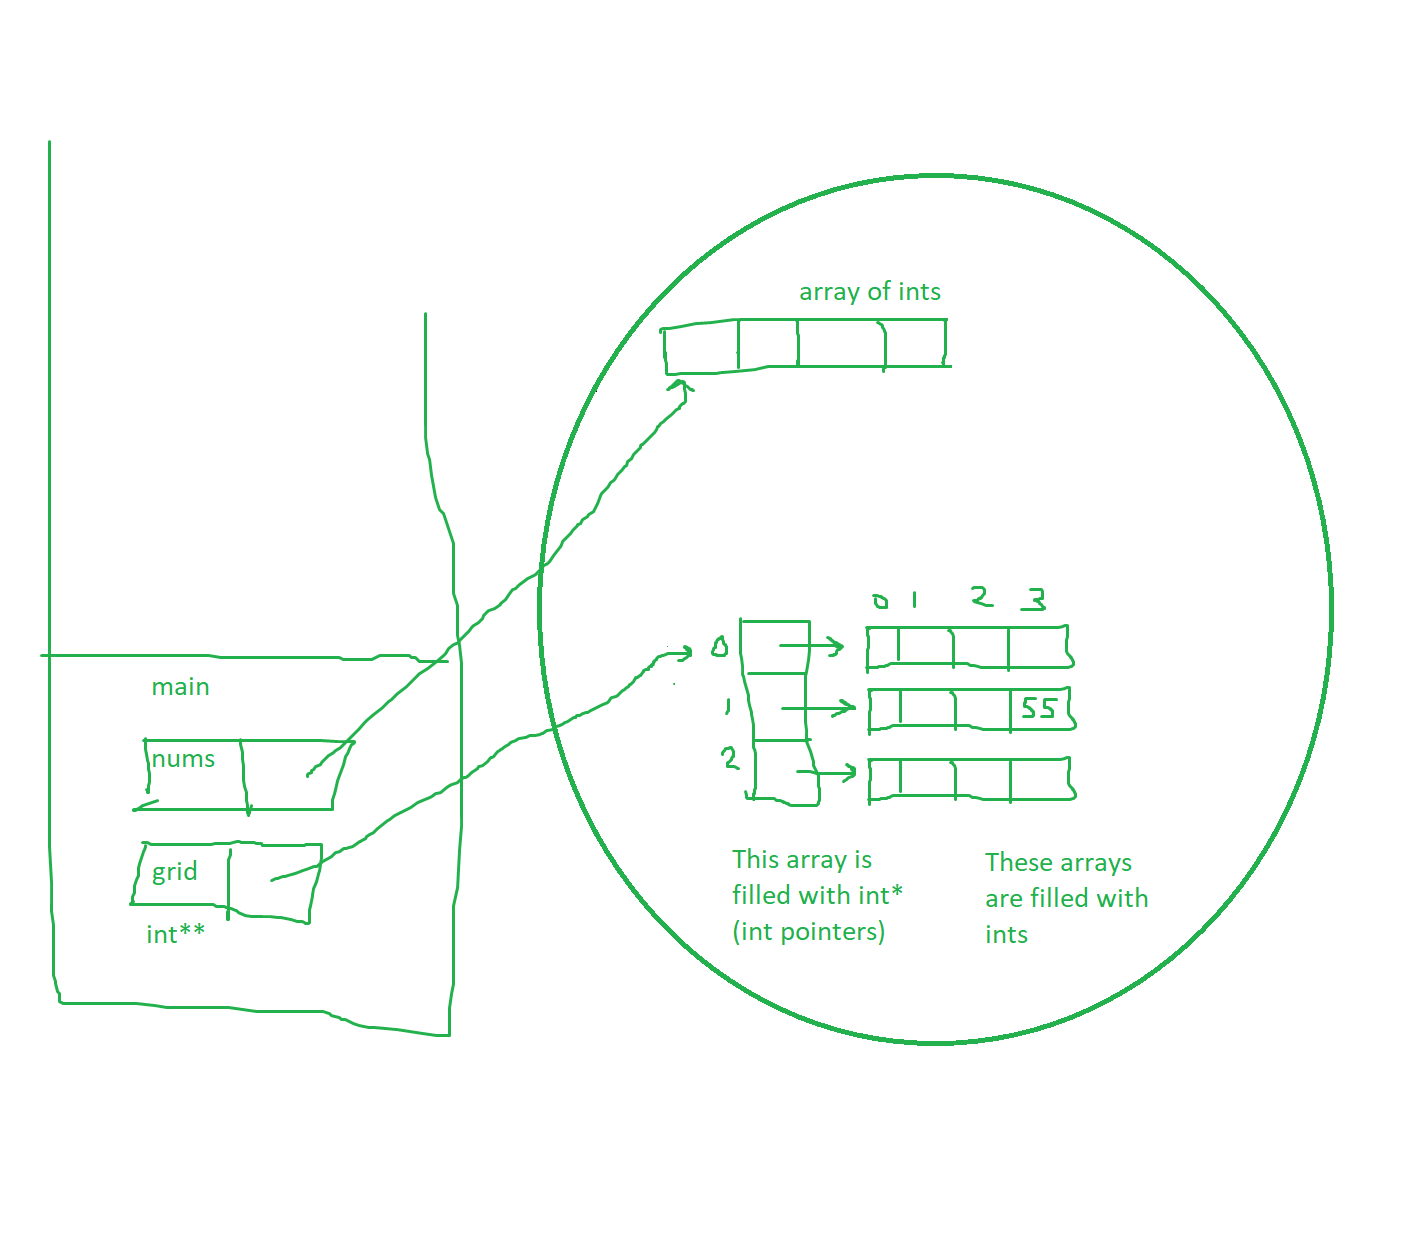 array of ints
0 1 2 3
0
1
55
2
main
nums
grid
int**
This array is
filled with int*
(int pointers)
These arrays
are filled with
ints